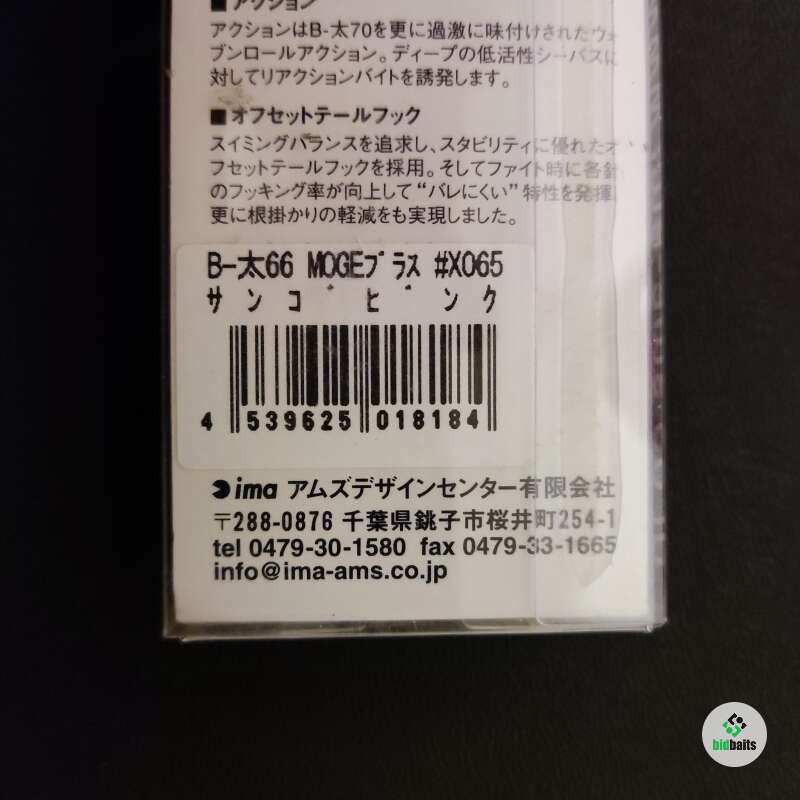 ■アクション
アクションはB-太70を更に過激に味付けされたウォ
ブンロールアクション。ディープの低活性シーバスに
対してリアクションバイトを誘発します。
■オフセットテールフック
スイミングバランスを追求し、スタビリティに優れたオ
フセットテールフックを採用。そしてファイト時に各針
のフッキング率が向上して“バレにくい”特性を発揮
更に根掛かりの軽減をも実現しました。
B-太66 MOGEプラス #X065
サンゴピンク
4 539625 018184
ima アムズデザインセンター有限会社
〒288-0876 千葉県銚子市桜井町254-1
tel 0479-30-1580 fax 0479-33-1665
info@ima-ams.co.jp
bidbaits